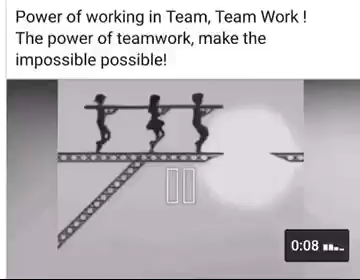 Power of working in Team, Team Work !
The power of teamwork, make the
impossible possible!
0:08